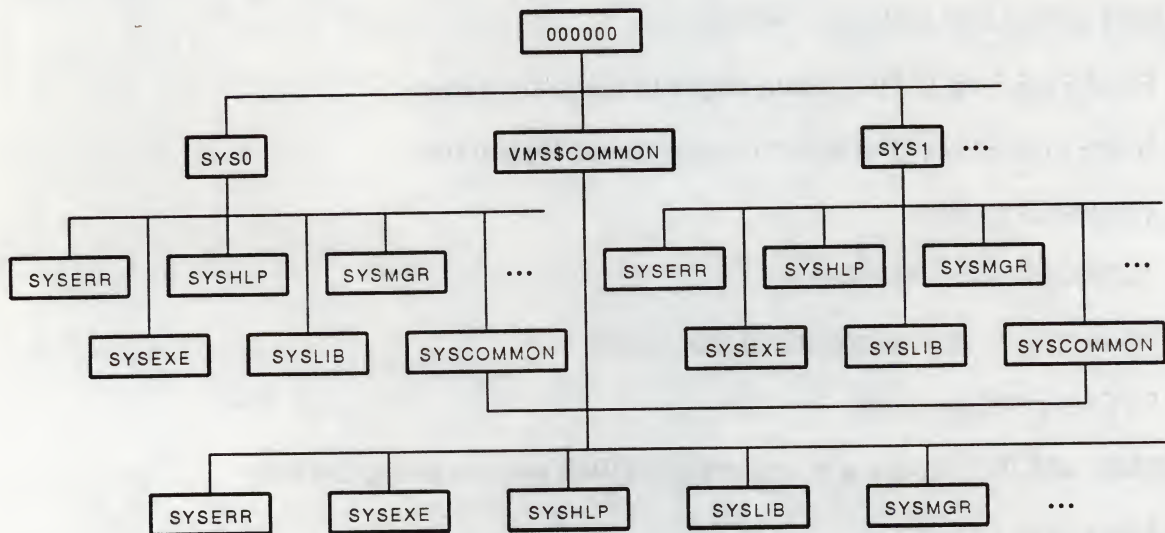 000000
SYS0 VMS$COMMON SYS1 ...
SYSERR SYSHLP SYSMGR ... SYSERR SYSHLP SYSMGR ...
SYSEXE SYSLIB SYSCOMMON SYSEXE SYSLIB SYSCOMMON
SYSERR SYSEXE SYSHLP SYSLIB SYSMGR ...